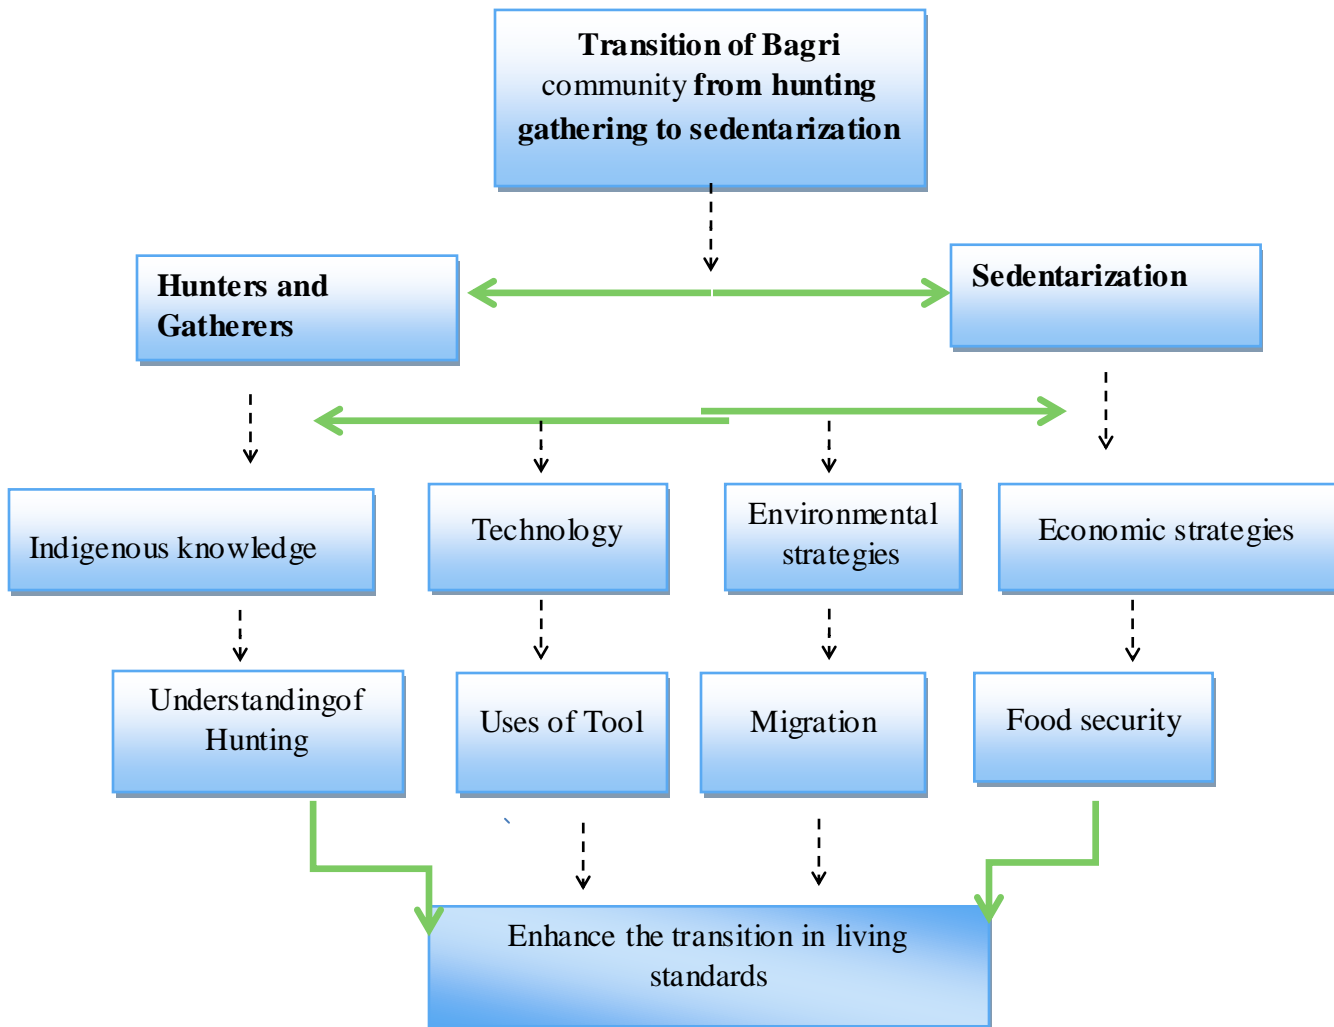 Transition of Bagri
community from hunting
gathering to sedentarization
Hunters and
Gatherers
Sedentarization
Indigenous knowledge
Technology
Environmental
strategies
Economic strategies
Understandingof
Hunting
Uses of Tool
Migration
Food security
Enhance the transition in living
standards